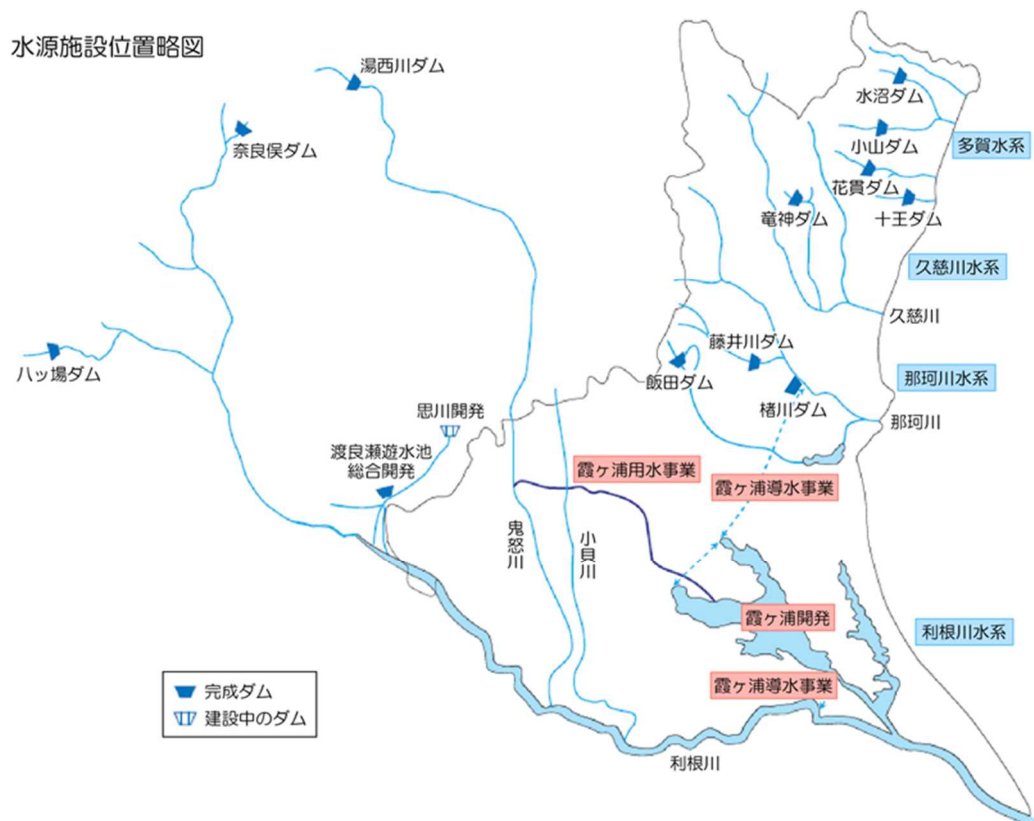 水源施設位置略図
湯西川ダム
奈良俣ダム
八ッ場ダム
水沼ダム
小山ダム
多賀水系
花貫ダム
十王ダム
竜神ダム
久慈川水系
久慈川
藤井川ダム
飯田ダム
楮川ダム
那珂川水系
那珂川
思川開発
渡良瀬遊水池
総合開発
霞ヶ浦用水事業
霞ヶ浦導水事業
鬼怒川
小貝川
霞ヶ浦開発
利根川水系
霞ヶ浦導水事業
利根川
完成ダム
建設中のダム